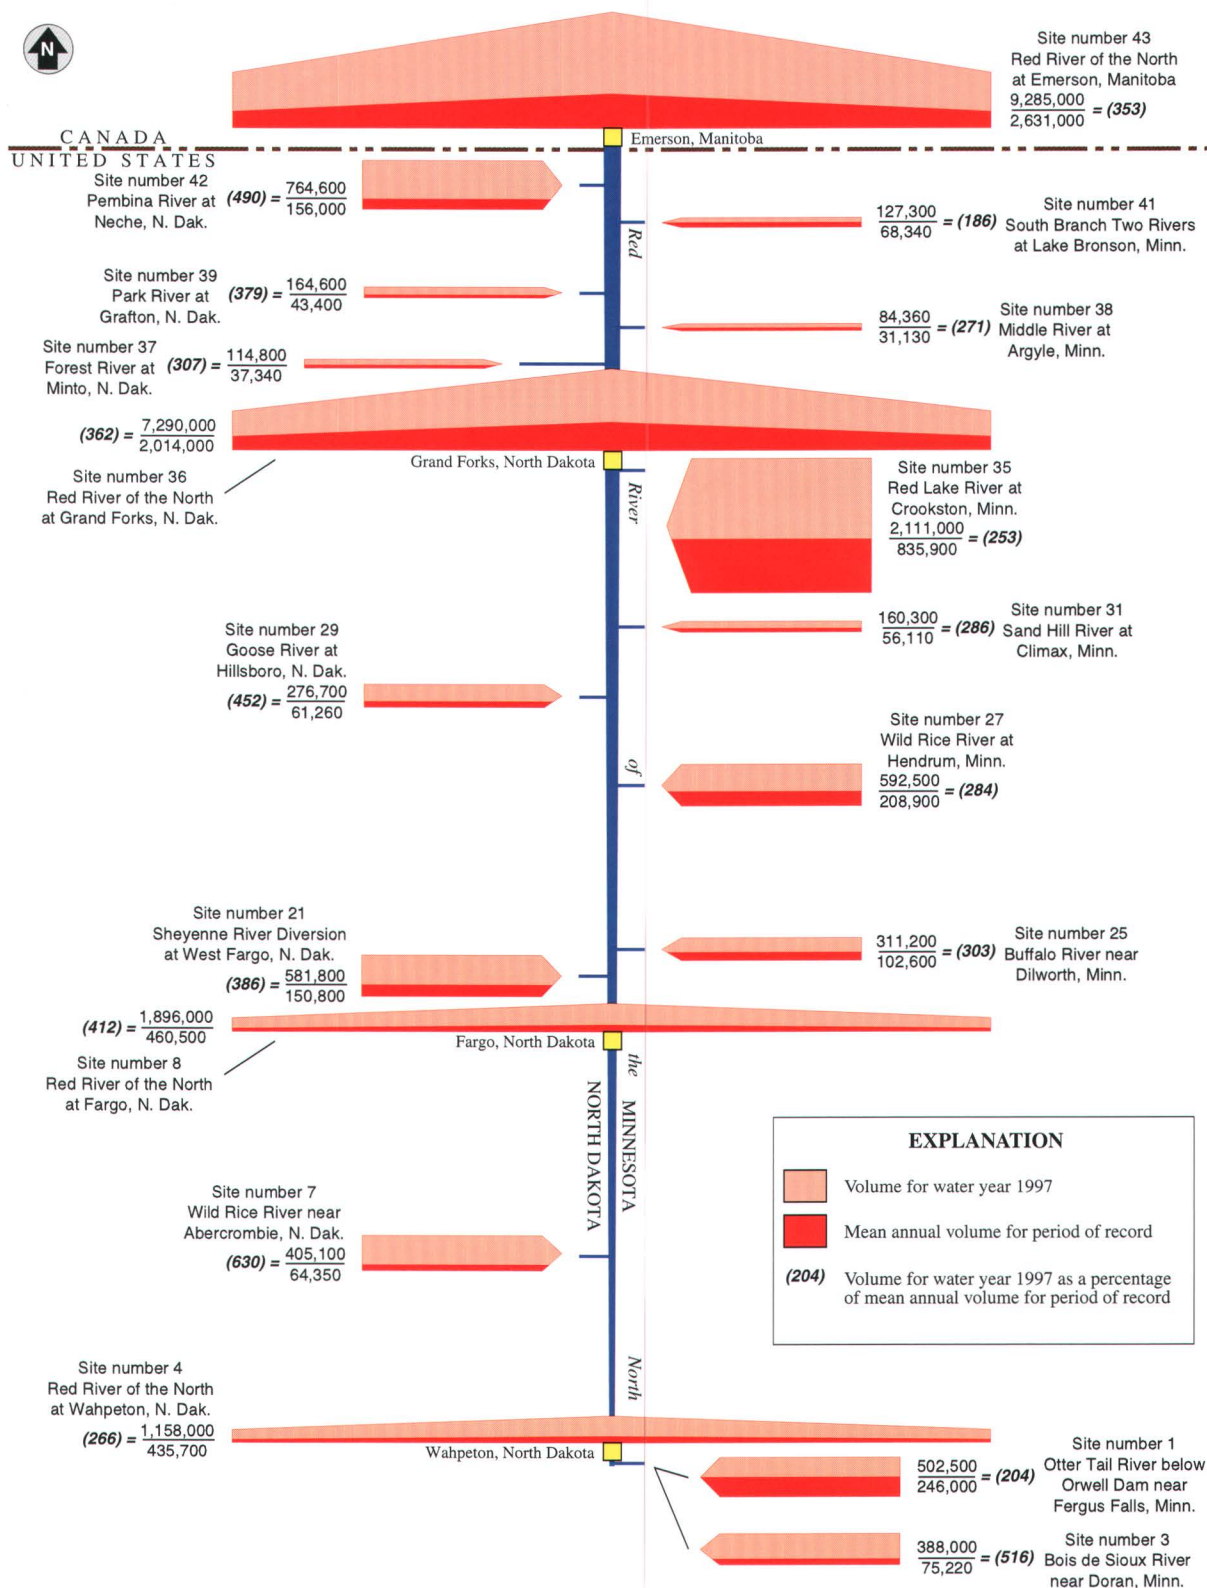 N
Site number 43
Red River of the North
at Emerson, Manitoba
9,285,000
2,631,000 = (353)
CANADA
UNITED STATES
Emerson, Manitoba
Site number 42
Pembina River at
Neche, N. Dak.
(490) = 764,600
156,000
127,300
68,340 = (186)
Site number 41
South Branch Two Rivers
at Lake Bronson, Minn.
Red
Site number 39
Park River at
Grafton, N. Dak.
(379) = 164,600
43,400
84,360
31,130 = (271)
Site number 38
Middle River at
Argyle, Minn.
Site number 37
Forest River at
Minto, N. Dak.
(307) = 114,800
37,340
(362) = 7,290,000
2,014,000
Site number 36
Red River of the North
at Grand Forks, N. Dak.
Grand Forks, North Dakota
River
Site number 35
Red Lake River at
Crookston, Minn.
2,111,000
835,900 = (253)
160,300
56,110 = (286)
Site number 31
Sand Hill River at
Climax, Minn.
Site number 29
Goose River at
Hillsboro, N. Dak.
(452) = 276,700
61,260
of
Site number 27
Wild Rice River at
Hendrum, Minn.
592,500
208,900 = (284)
Site number 21
Sheyenne River Diversion
at West Fargo, N. Dak.
(386) = 581,800
150,800
311,200
102,600 = (303)
Site number 25
Buffalo River near
Dilworth, Minn.
(412) = 1,896,000
460,500
Site number 8
Red River of the North
at Fargo, N. Dak.
Fargo, North Dakota
the
NORTH DAKOTA
MINNESOTA
EXPLANATION
Volume for water year 1997
Mean annual volume for period of record
(204) Volume for water year 1997 as a percentage
of mean annual volume for period of record
Site number 7
Wild Rice River near
Abercrombie, N. Dak.
(630) = 405,100
64,350
North
Site number 4
Red River of the North
at Wahpeton, N. Dak.
(266) = 1,158,000
435,700
Wahpeton, North Dakota
502,500
246,000 = (204)
Site number 1
Otter Tail River below
Orwell Dam near
Fergus Falls, Minn.
388,000
75,220 = (516)
Site number 3
Bois de Sioux River
near Doran, Minn.